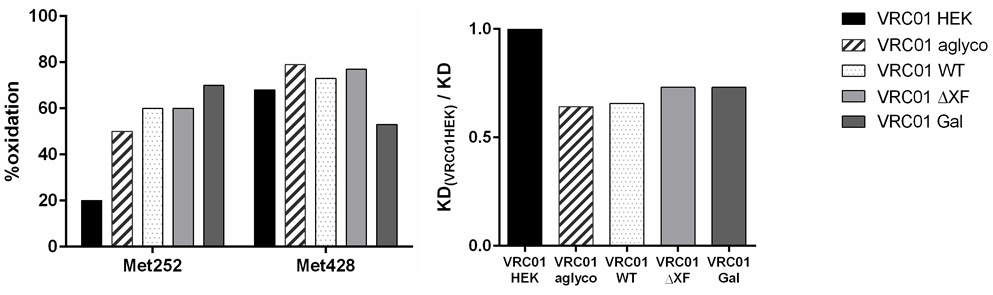 100
80
60
40
20
0
%oxidation
Met252 Met428
1.0
0.5
0.0
KD(VRC01HEK) / KD
VRC01 VRC01 VRC01 VRC01 VRC01
HEK aglyco WT ΔXF Gal
VRC01 HEK
VRC01 aglyco
VRC01 WT
VRC01 ΔXF
VRC01 Gal